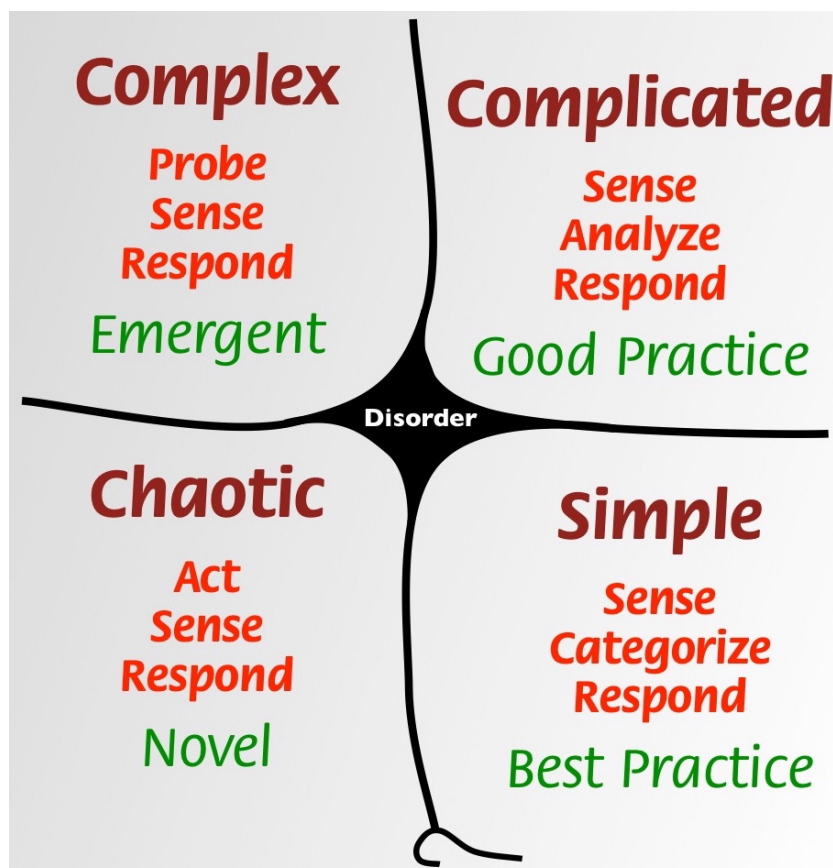 Complex
Probe
Sense
Respond
Emergent
Complicated
Sense
Analyze
Respond
Good Practice
Disorder
Chaotic
Act
Sense
Respond
Novel
Simple
Sense
Categorize
Respond
Best Practice